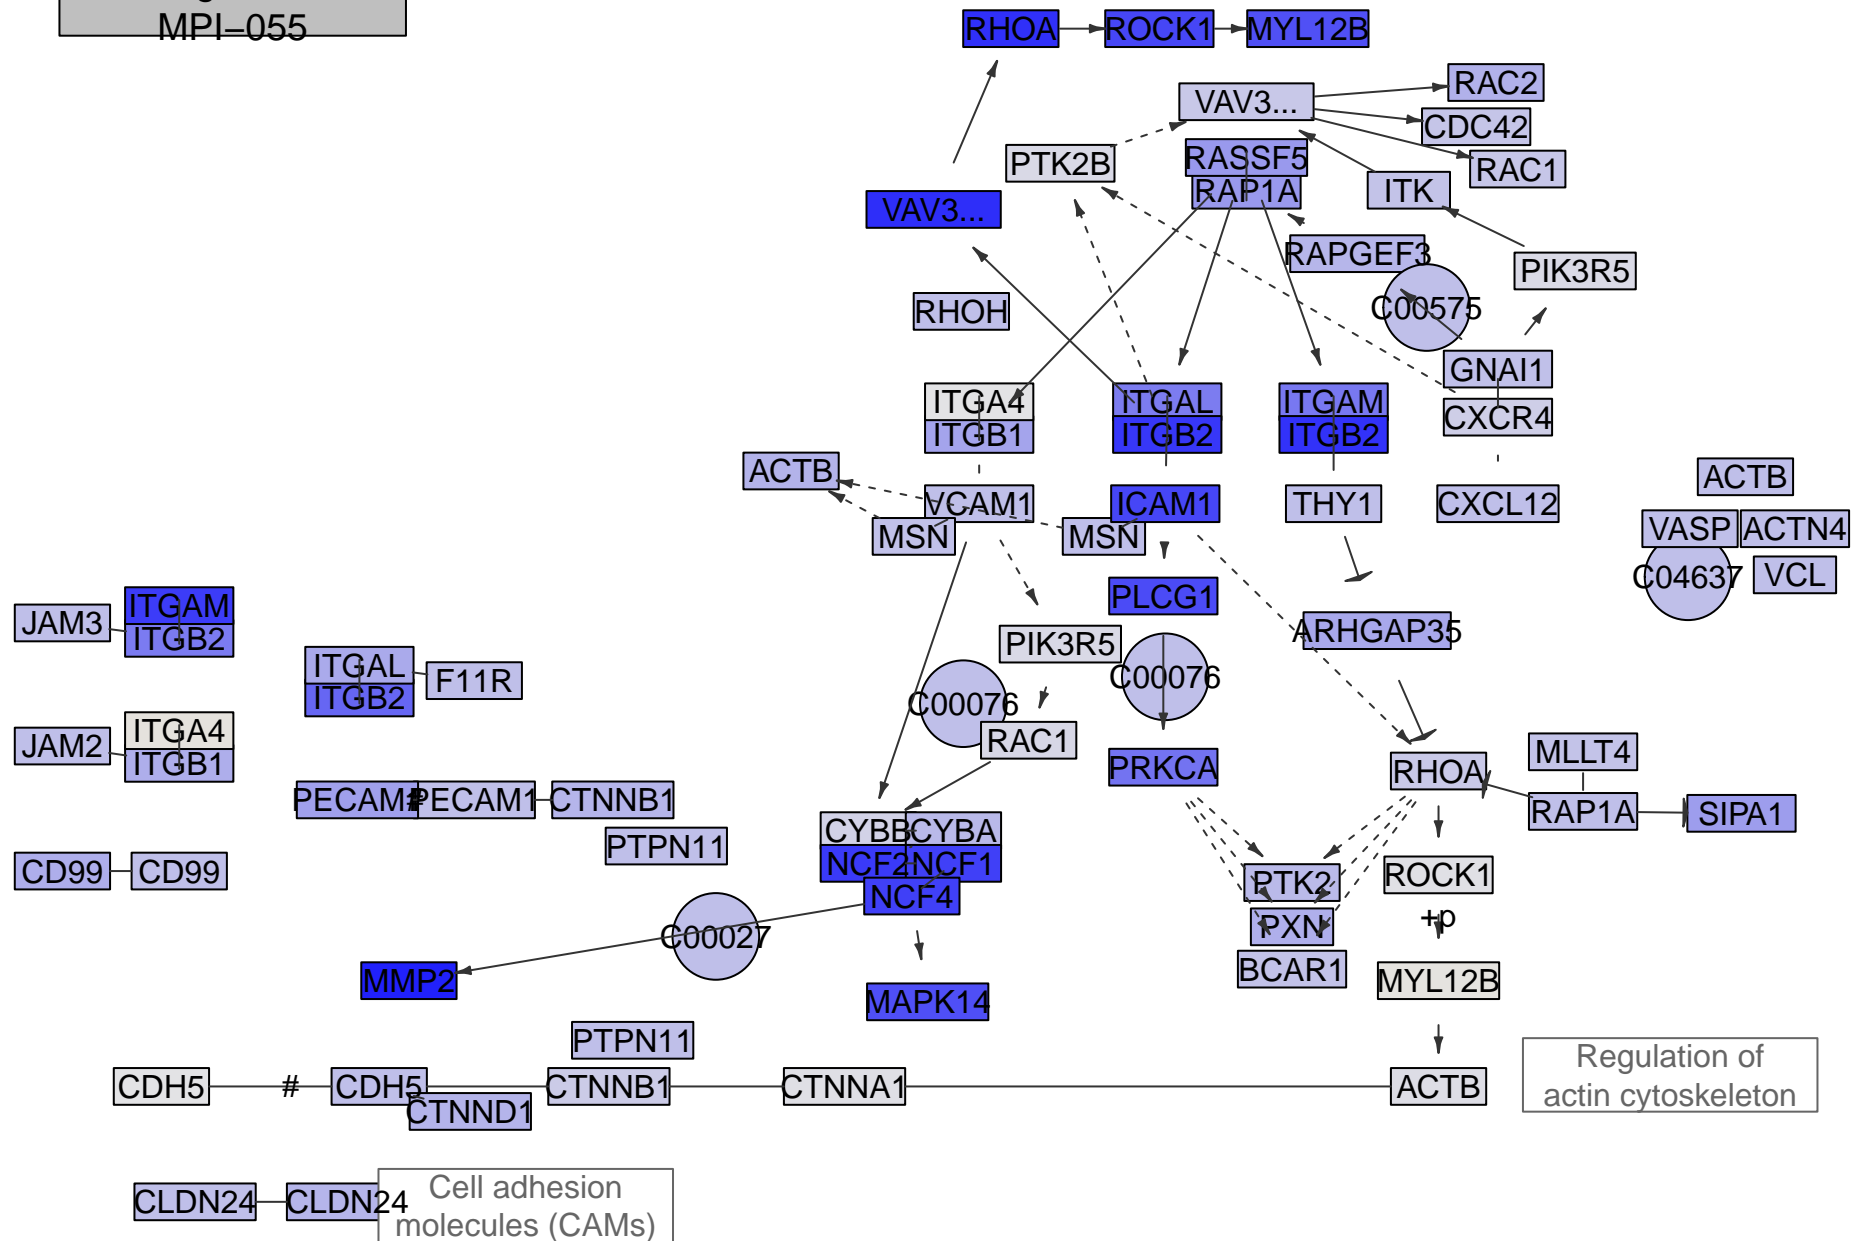 MPI−055
RHOA
ROCK1
MYL12B
RAC2
VAV3...
CDC42
RAC1
PTK2B
RASSF5
RAP1A
ITK
VAV3...
RAPGEF3
PIK3R5
C00575
RHOH
GNAI1
CXCR4
ITGA4
ITGB1
ITGAL
ITGB2
ITGAM
ITGB2
ACTB
VCAM1
MSN
ICAM1
MSN
THY1
CXCL12
ACTB
VASP
ACTN4
C04637
VCL
PLCG1
JAM3
ITGAM
ITGB2
ARHGAP35
PIK3R5
ITGAL
ITGB2
F11R
C00076
C00076
RAC1
JAM2
ITGA4
ITGB1
PRKCA
RHOA
MLLT4
RAP1A
SIPA1
PECAM1
#
PECAM1
CTNNB1
PTPN11
CYBB
CYBA
NCF2
NCF1
NCF4
CD99
CD99
PTK2
ROCK1
+p
PXN
C00027
BCAR1
MMP2
MYL12B
MAPK14
PTPN11
CDH5
#
CDH5
CTNND1
CTNNB1
CTNNA1
ACTB
Regulation of
actin cytoskeleton
CLDN24
CLDN24
Cell adhesion
molecules (CAMs)